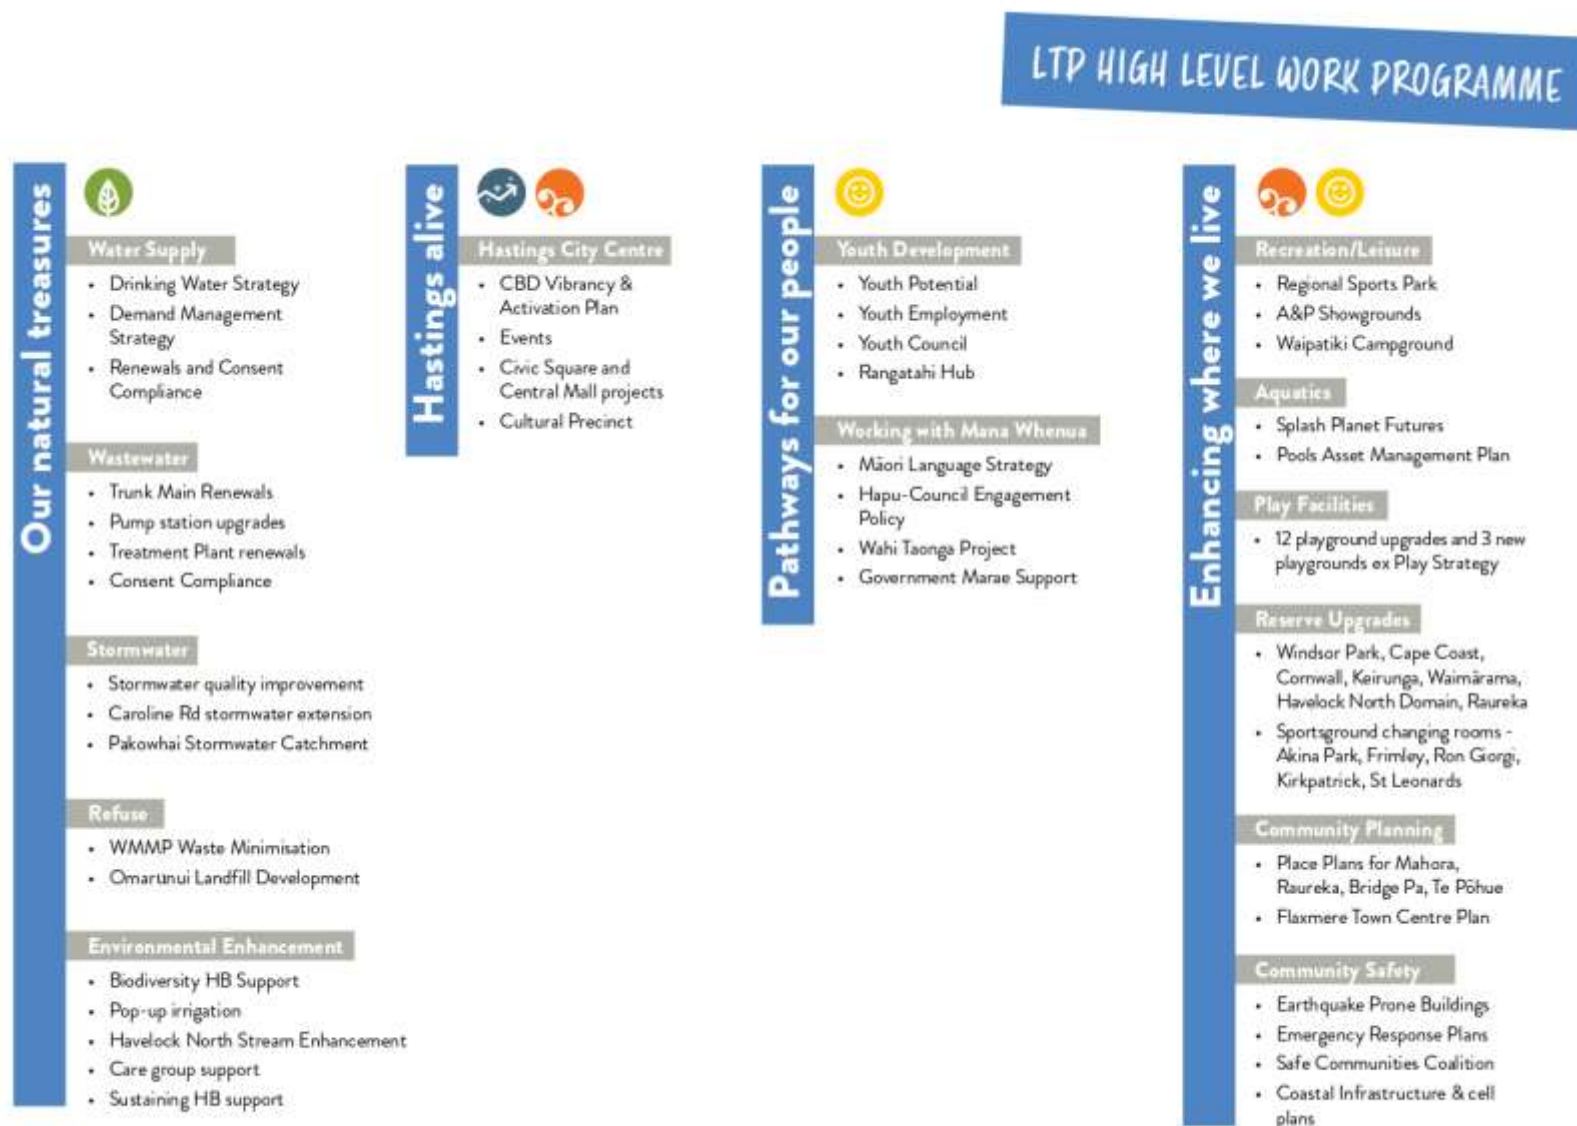 LTP HIGH LEVEL WORK PROGRAMME
Our natural treasures
Water Supply
• Drinking Water Strategy
• Demand Management
Strategy
• Renewals and Consent
Compliance
Wastewater
• Trunk Main Renewals
• Pump station upgrades
• Treatment Plant renewals
• Consent Compliance
Stormwater
• Stormwater quality improvement
• Caroline Rd stormwater extension
• Pakowhai Stormwater Catchment
Refuse
• WMMP Waste Minimisation
• Omarunui Landfill Development
Environmental Enhancement
• Biodiversity HB Support
• Pop-up irrigation
• Havelock North Stream Enhancement
• Care group support
• Sustaining HB support
Hastings alive
Hastings City Centre
• CBD Vibrancy &
Activation Plan
• Events
• Civic Square and
Central Mall projects
• Cultural Precinct
Pathways for our people
Youth Development
• Youth Potential
• Youth Employment
• Youth Council
• Rangatahi Hub
Working with Mana Whenua
• Māori Language Strategy
• Hapu-Council Engagement
Policy
• Wahi Taonga Project
• Government Marae Support
Enhancing where we live
Recreation/Leisure
• Regional Sports Park
• A&P Showgrounds
• Waipatiki Campground
Aquatics
• Splash Planet Futures
• Pools Asset Management Plan
Play Facilities
• 12 playground upgrades and 3 new
playgrounds ex Play Strategy
Reserve Upgrades
• Windsor Park, Cape Coast,
Cornwall, Keirunga, Waimārama,
Havelock North Domain, Raureka
• Sportsground changing rooms -
Akina Park, Frimley, Ron Giorgi,
Kirkpatrick, St Leonards
Community Planning
• Place Plans for Mahora,
Raureka, Bridge Pa, Te Pōhue
• Flaxmere Town Centre Plan
Community Safety
• Earthquake Prone Buildings
• Emergency Response Plans
• Safe Communities Coalition
• Coastal Infrastructure & cell
plans